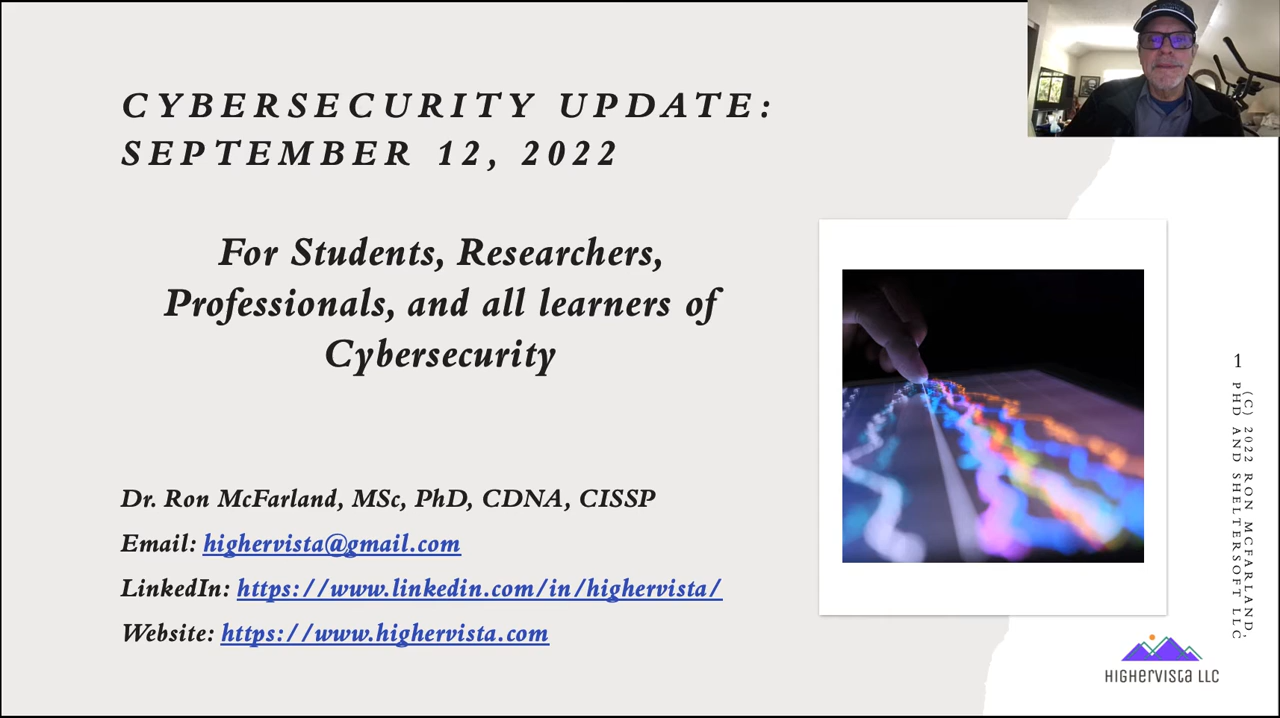 CYBERSECURITY UPDATE:
SEPTEMBER 12, 2022
For Students, Researchers,
Professionals, and all learners of
Cybersecurity
Dr. Ron McFarland, MSc, PhD, CDNA, CISSP
Email: highervista@gmail.com
LinkedIn: https://www.linkedin.com/in/highervista/
Website: https://www.highervista.com
1
(C) 2022 RON MCFARLAND,
PHD AND SHELTERSOFT LLC
HIGHERVISTA LLC